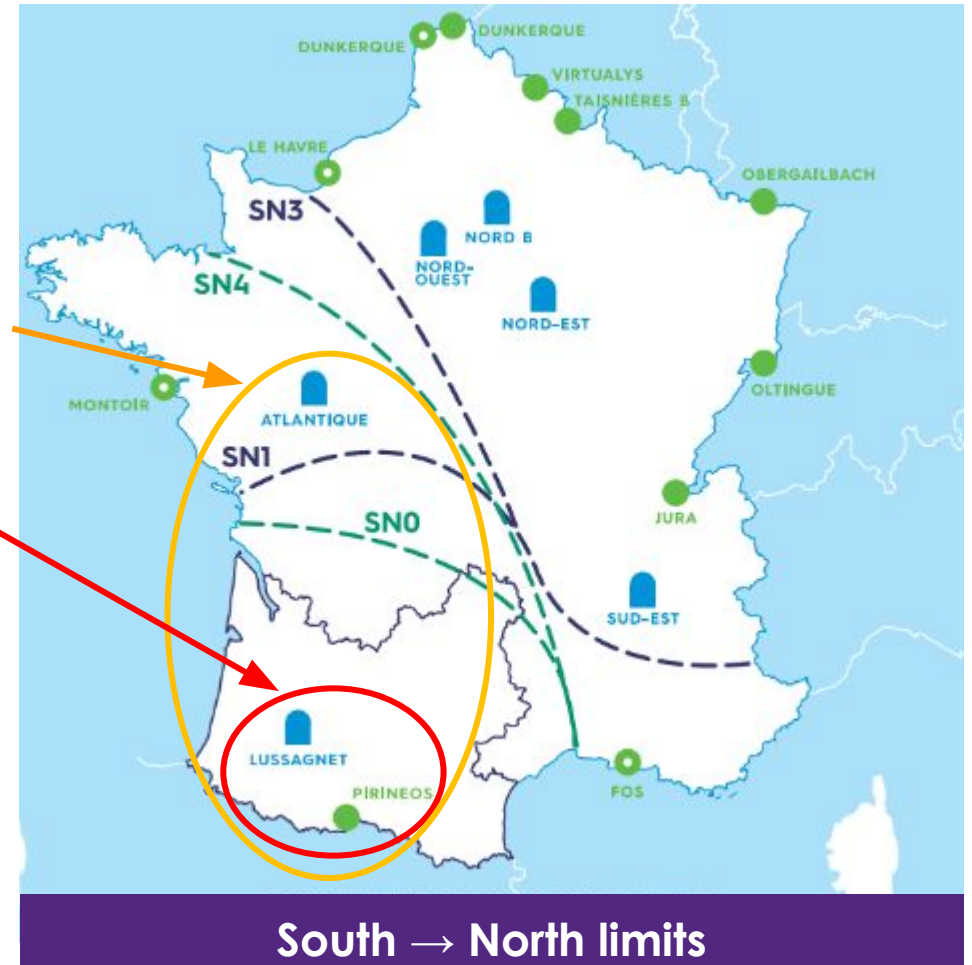 DUNKERQUE
DUNKERQUE
VIRTUALYS
TAISNIÈRES B
LE HAVRE
OBERGAILBACH
SN3
NORD B
NORD-
OUEST
SN4
NORD-EST
OLTINGUE
MONTOIR
ATLANTIQUE
SN1
JURA
SN0
SUD-EST
LUSSAGNET
PIRINEOS
FOS
South → North limits